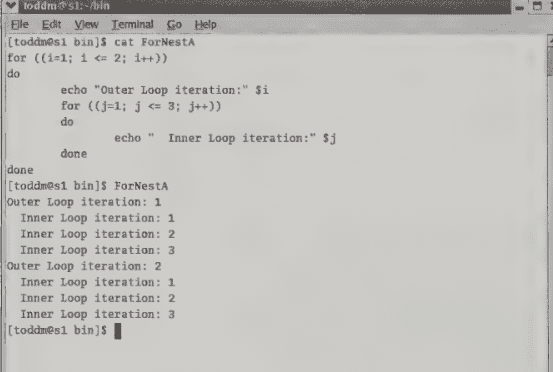 toddm@s1:~/bin
File Edit View Terminal Go Help
[toddm@s1 bin]$ cat ForNestA
for ((i=1; i <= 2; i++))
do
        echo "Outer Loop iteration:" $i
        for ((j=1; j <= 3; j++))
        do
                echo "  Inner Loop iteration:" $j
        done
done
[toddm@s1 bin]$ ForNestA
Outer Loop iteration: 1
  Inner Loop iteration: 1
  Inner Loop iteration: 2
  Inner Loop iteration: 3
Outer Loop iteration: 2
  Inner Loop iteration: 1
  Inner Loop iteration: 2
  Inner Loop iteration: 3
[toddm@s1 bin]$